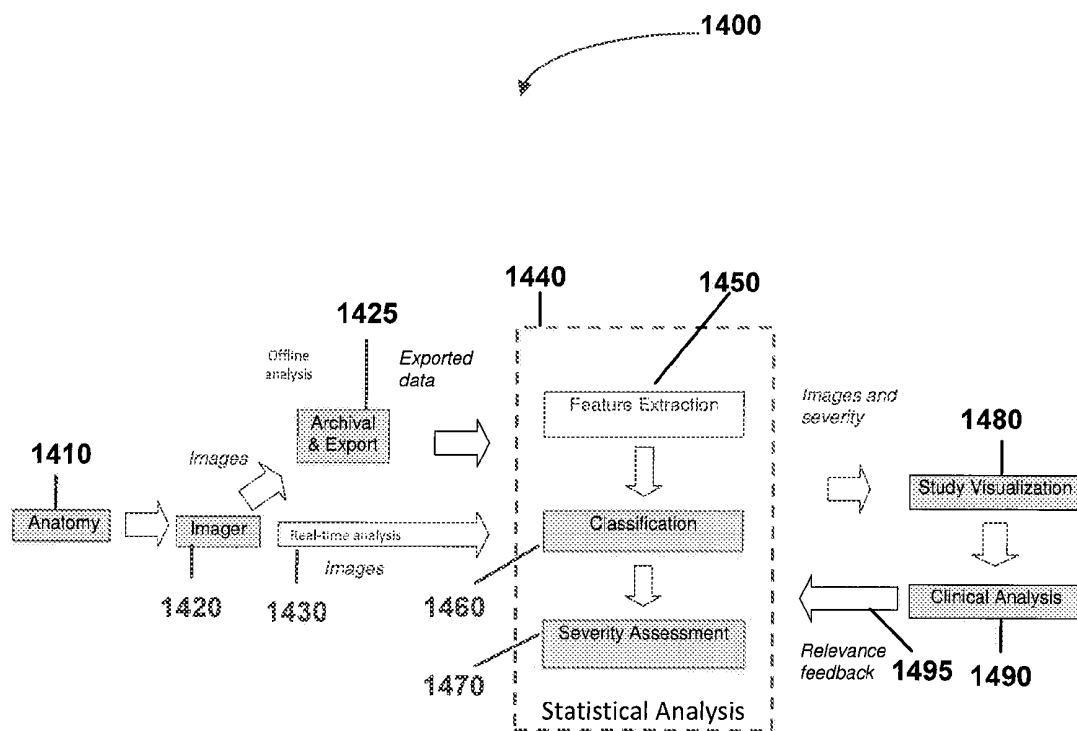 1400
1440
1450
1425
Offline
analysis
Exported
data
Feature Extraction
Images and
severity
1480
Archival
& Export
1410
Images
Study Visualization
Anatomy
Imager
Real-time analysis
Images
Classification
1420
1430
1460
Clinical Analysis
Severity Assessment
Relevance
feedback
1495
1490
1470
Statistical Analysis